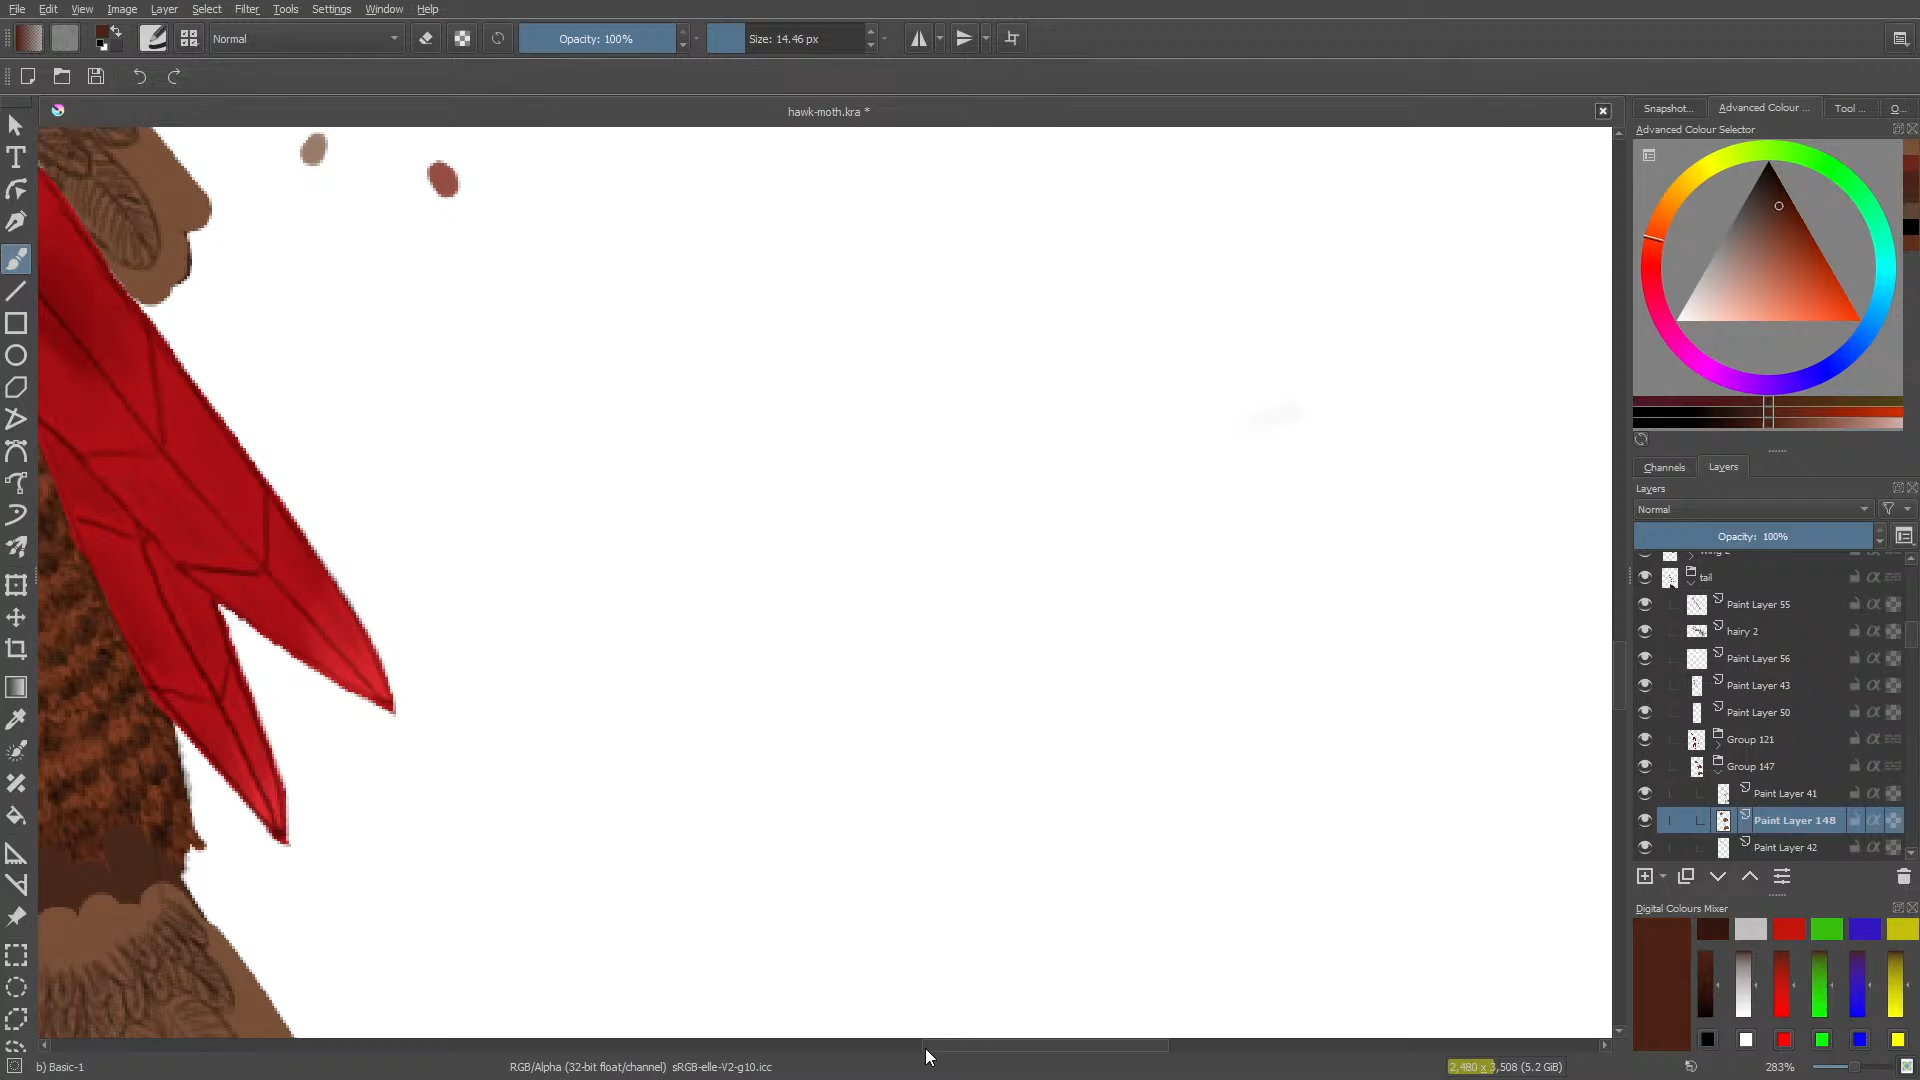 File Edit View Image Layer Select Filter Tools Settings Window Help
Normal Opacity: 100% Size: 14.46 px
hawk-moth.kra *
Snapshot... Advanced Colour ... Tool ... O...
Advanced Colour Selector
Channels Layers
Layers
Normal
Opacity: 100%
wing 2
tail
Paint Layer 55
hairy 2
Paint Layer 56
Paint Layer 43
Paint Layer 50
Group 121
Group 147
Paint Layer 41
Paint Layer 148
Paint Layer 42
Digital Colours Mixer
b) Basic-1 RGB/Alpha (32-bit float/channel) sRGB-elle-V2-g10.icc 2,480 x 3,508 (5.2 GiB) 283%